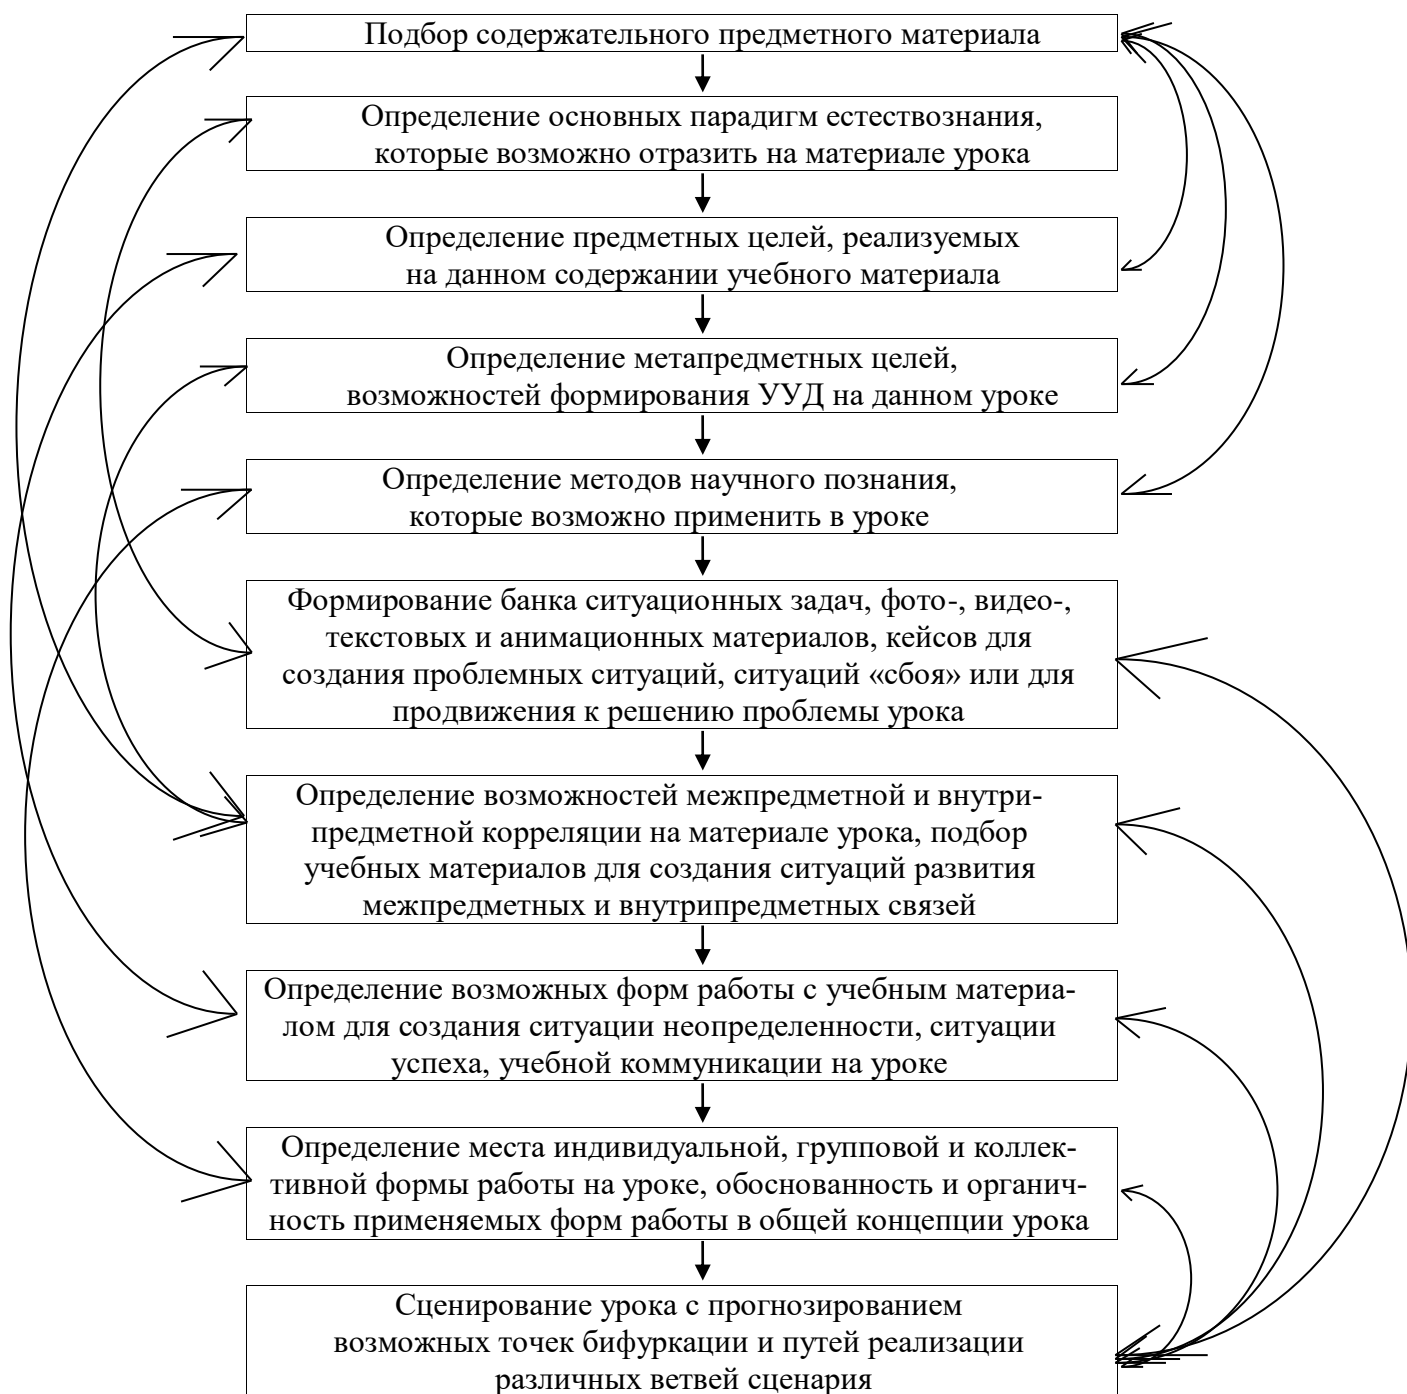 Подбор содержательного предметного материала
Определение основных парадигм естествознания,
которые возможно отразить на материале урока
Определение предметных целей, реализуемых
на данном содержании учебного материала
Определение метапредметных целей,
возможностей формирования УУД на данном уроке
Определение методов научного познания,
которые возможно применить в уроке
Формирование банка ситуационных задач, фото-, видео-,
текстовых и анимационных материалов, кейсов для
создания проблемных ситуаций, ситуаций «сбоя» или для
продвижения к решению проблемы урока
Определение возможностей межпредметной и внутри-
предметной корреляции на материале урока, подбор
учебных материалов для создания ситуаций развития
межпредметных и внутрипредметных связей
Определение возможных форм работы с учебным материа-
лом для создания ситуации неопределенности, ситуации
успеха, учебной коммуникации на уроке
Определение места индивидуальной, групповой и коллек-
тивной формы работы на уроке, обоснованность и органич-
ность применяемых форм работы в общей концепции урока
Сценирование урока с прогнозированием
возможных точек бифуркации и путей реализации
различных ветвей сценария